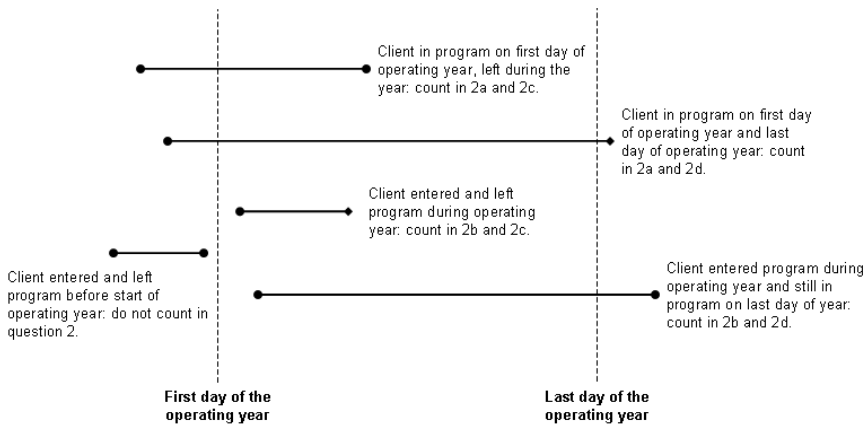 Client in program on first day of
operating year, left during the
year: count in 2a and 2c.
Client in program on first day
of operating year and last
day of operating year: count
in 2a and 2d.
Client entered and left
program during operating
year: count in 2b and 2c.
Client entered and left
program before start of
operating year: do not count in
question 2.
Client entered program during
operating year and still in
program on last day of year:
count in 2b and 2d.
First day of the
operating year
Last day of the
operating year